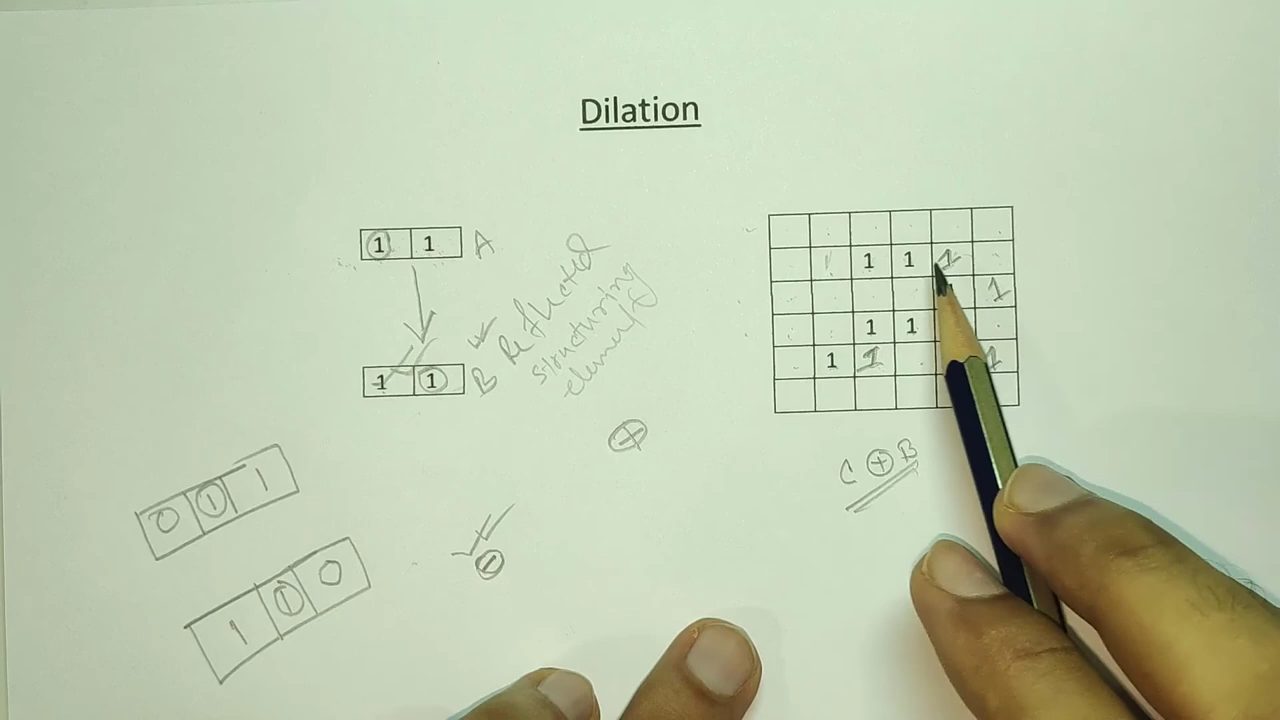 Dilation
1 1 A
1 1 B
Reflected
structuring
element
1 1 1 1
1
1 1
1 1 1
C ⊕ B
⊕
⊖
0 1 1
1 1 0